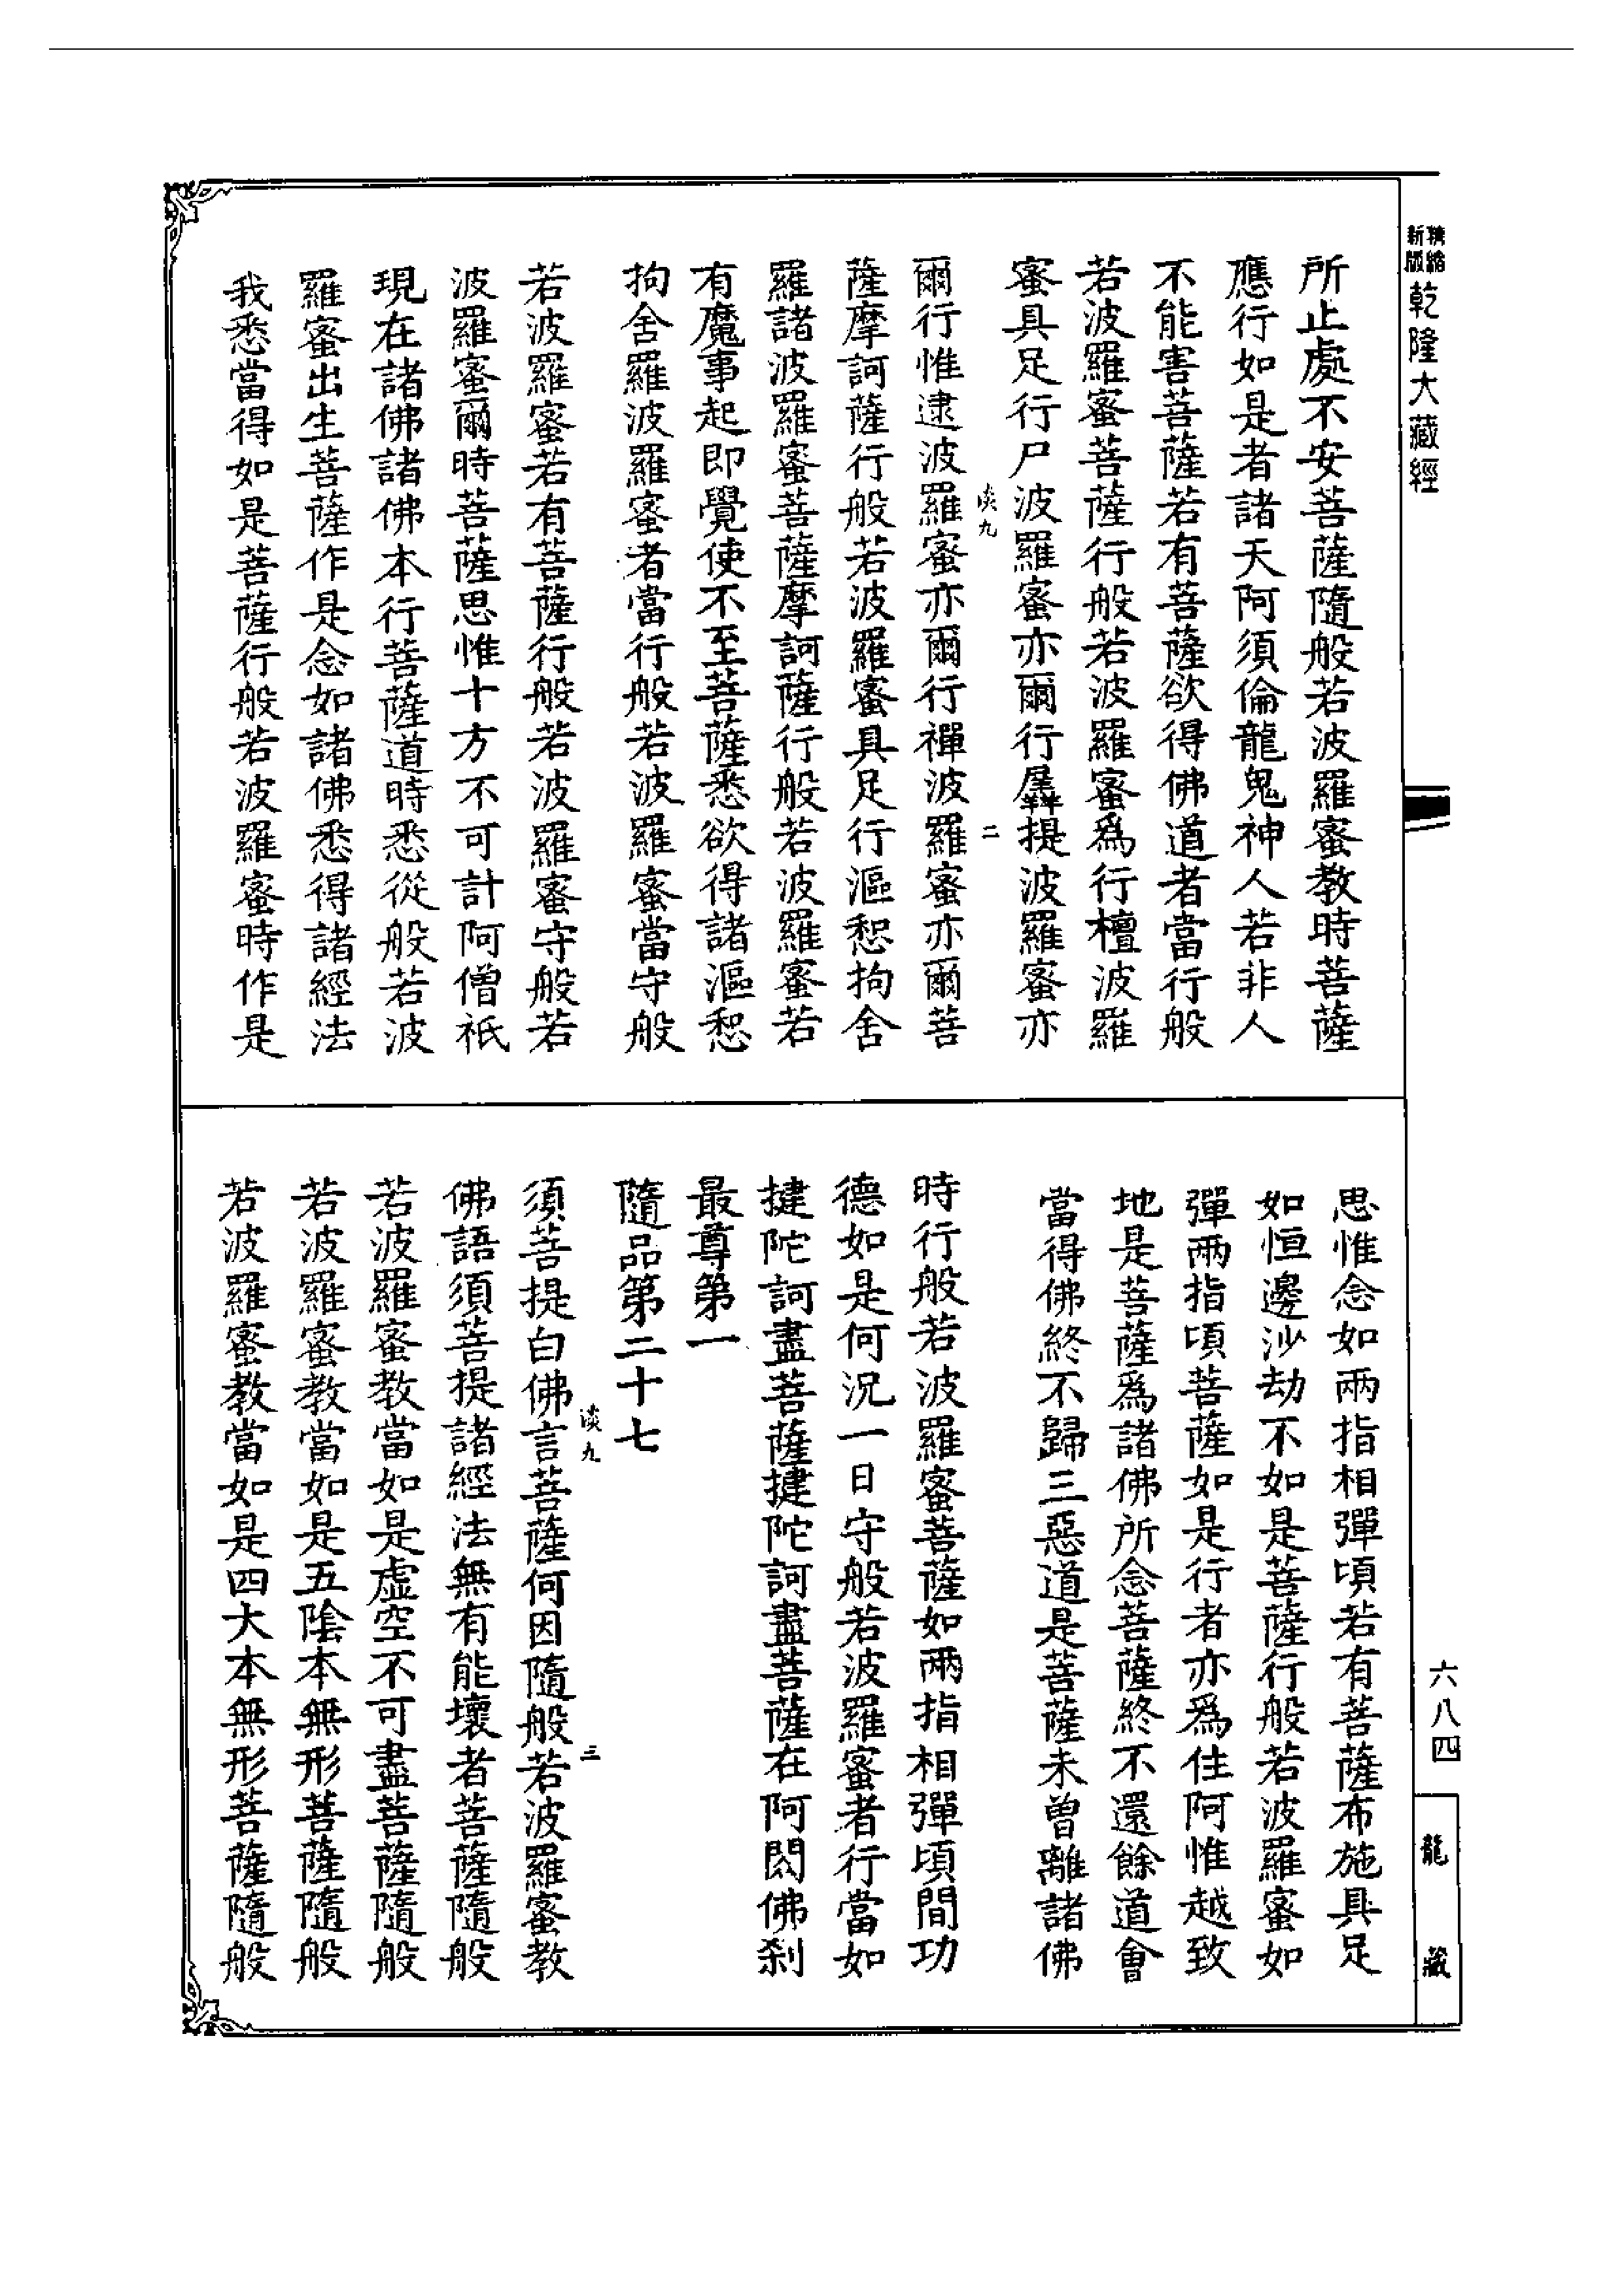 精縮
新版
乾隆大藏經
所止處不安菩薩隨般若波羅蜜教時菩薩
應行如是者諸天阿須倫龍鬼神人若非人
不能害菩薩若有菩薩欲得佛道者當行般
若波羅蜜菩薩行般若波羅蜜爲行檀波羅
蜜具足行尸波羅蜜亦爾行羼提波羅蜜亦
談九
二
爾行惟逮波羅蜜亦爾行禪波羅蜜亦爾菩
薩摩訶薩行般若波羅蜜具足行漚惒拘舍
羅諸波羅蜜菩薩摩訶薩行般若波羅蜜若
有魔事起即覺使不至菩薩悉欲得諸漚惒
拘舍羅波羅蜜者當行般若波羅蜜當守般
若波羅蜜若有菩薩行般若波羅蜜守般若
波羅蜜爾時菩薩思惟十方不可計阿僧祇
現在諸佛諸佛本行菩薩道時悉從般若波
羅蜜出生菩薩作是念如諸佛悉得諸經法
我悉當得如是菩薩行般若波羅蜜時作是
思惟念如兩指相彈頃若有菩薩布施具足
如恒邊沙劫不如是菩薩行般若波羅蜜如
彈兩指頃菩薩如是行者亦爲住阿惟越致
地是菩薩爲諸佛所念菩薩終不還餘道會
當得佛終不歸三惡道是菩薩未曾離諸佛
時行般若波羅蜜菩薩如兩指相彈頃間功
德如是何況一日守般若波羅蜜者行當如
揵陀訶盡菩薩揵陀訶盡菩薩在阿閦佛刹
最尊第一
隨品第二十七
談九
三
須菩提白佛言菩薩何因隨般若波羅蜜教
佛語須菩提諸經法無有能壞者菩薩隨般
若波羅蜜教當如是虛空不可盡菩薩隨般
若波羅蜜教當如是五陰本無形菩薩隨般
若波羅蜜教當如是四大本無形菩薩隨般
六八四
龍藏